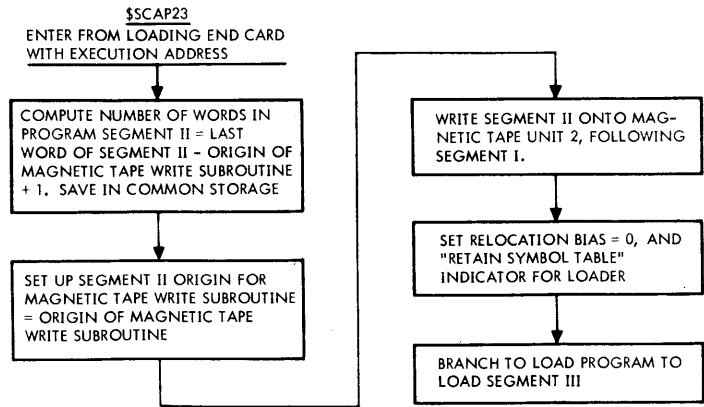 $SCAP23
ENTER FROM LOADING END CARD
WITH EXECUTION ADDRESS
COMPUTE NUMBER OF WORDS IN
PROGRAM SEGMENT II = LAST
WORD OF SEGMENT II - ORIGIN OF
MAGNETIC TAPE WRITE SUBROUTINE
+ 1. SAVE IN COMMON STORAGE
SET UP SEGMENT II ORIGIN FOR
MAGNETIC TAPE WRITE SUBROUTINE
= ORIGIN OF MAGNETIC TAPE
WRITE SUBROUTINE
WRITE SEGMENT II ONTO MAG-
NETIC TAPE UNIT 2, FOLLOWING
SEGMENT I.
SET RELOCATION BIAS = 0, AND
"RETAIN SYMBOL TABLE"
INDICATOR FOR LOADER
BRANCH TO LOAD PROGRAM TO
LOAD SEGMENT III